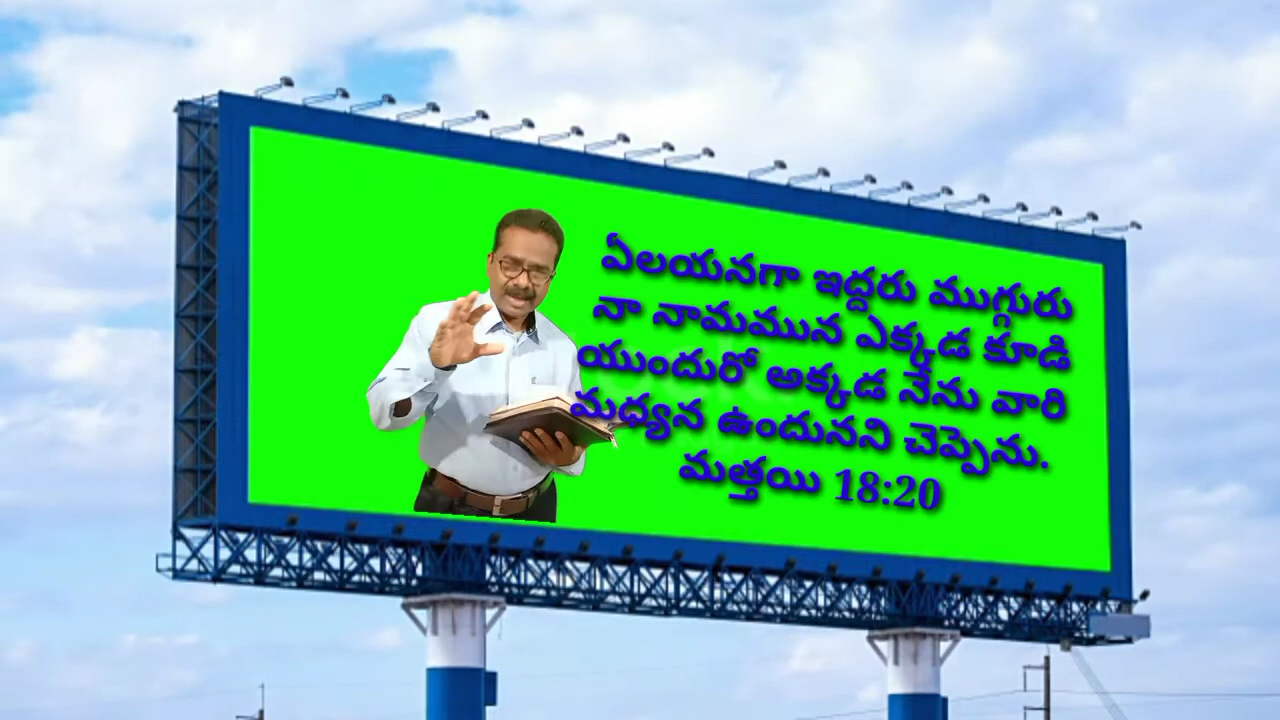 ఏలయనగా ఇద్దరు ముగ్గురు
నా నామమున ఎక్కడ కూడి
యుందురో అక్కడ నేను వారి
మధ్యన ఉందునని చెప్పెను.
మత్తయి 18:20